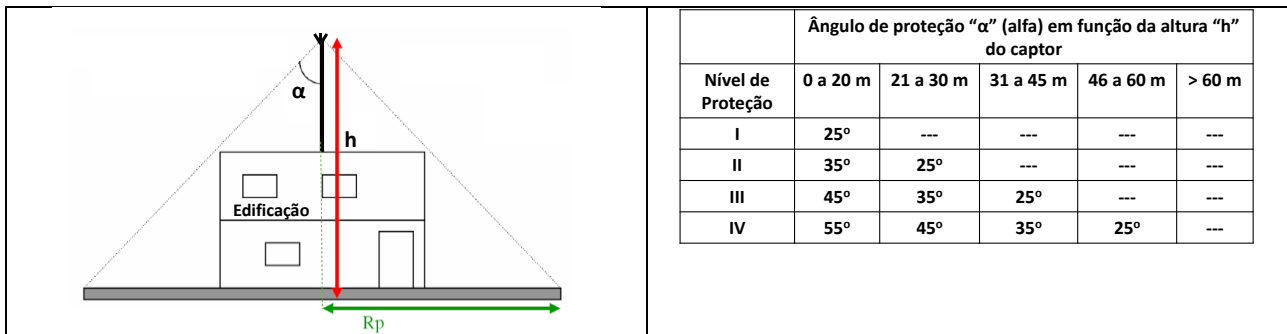 α
h
Edificação
Rp
Ângulo de proteção “α” (alfa) em função da altura “h”
do captor
Nível de
Proteção
0 a 20 m 21 a 30 m 31 a 45 m 46 a 60 m > 60 m
I 25º --- --- --- ---
II 35º 25º --- --- ---
III 45º 35º 25º --- ---
IV 55º 45º 35º 25º ---